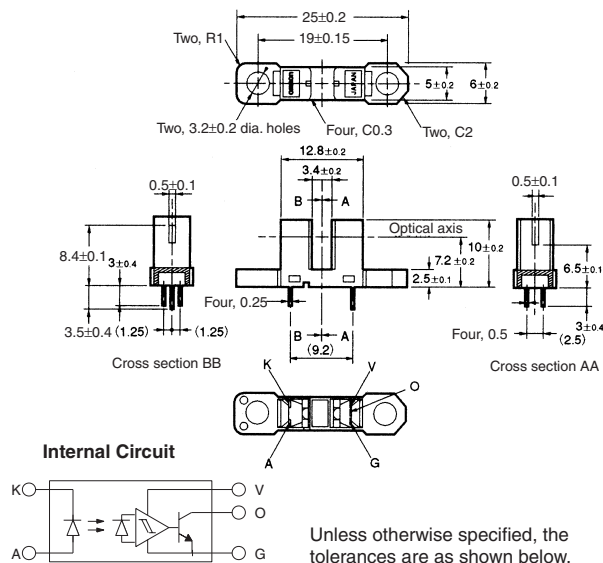 25±0.2
Two, R1
19±0.15
OMRON
JAPAN
5±0.2
6±0.2
Two, 3.2±0.2 dia. holes
Four, C0.3
Two, C2
12.8±0.2
3.4±0.2
0.5±0.1
0.5±0.1
B A
Optical axis
8.4±0.1
3±0.4
7.2±0.2
10±0.2
6.5±0.1
2.5±0.1
Four, 0.25
3.5±0.4 (1.25) (1.25)
B A
(9.2)
Four, 0.5
3±0.4
(2.5)
Cross section BB
Cross section AA
K V
O
A G
Internal Circuit
K V
O
A G
Unless otherwise specified, the
tolerances are as shown below.